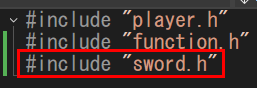 #include "player.h"
#include "function.h"
#include "sword.h"